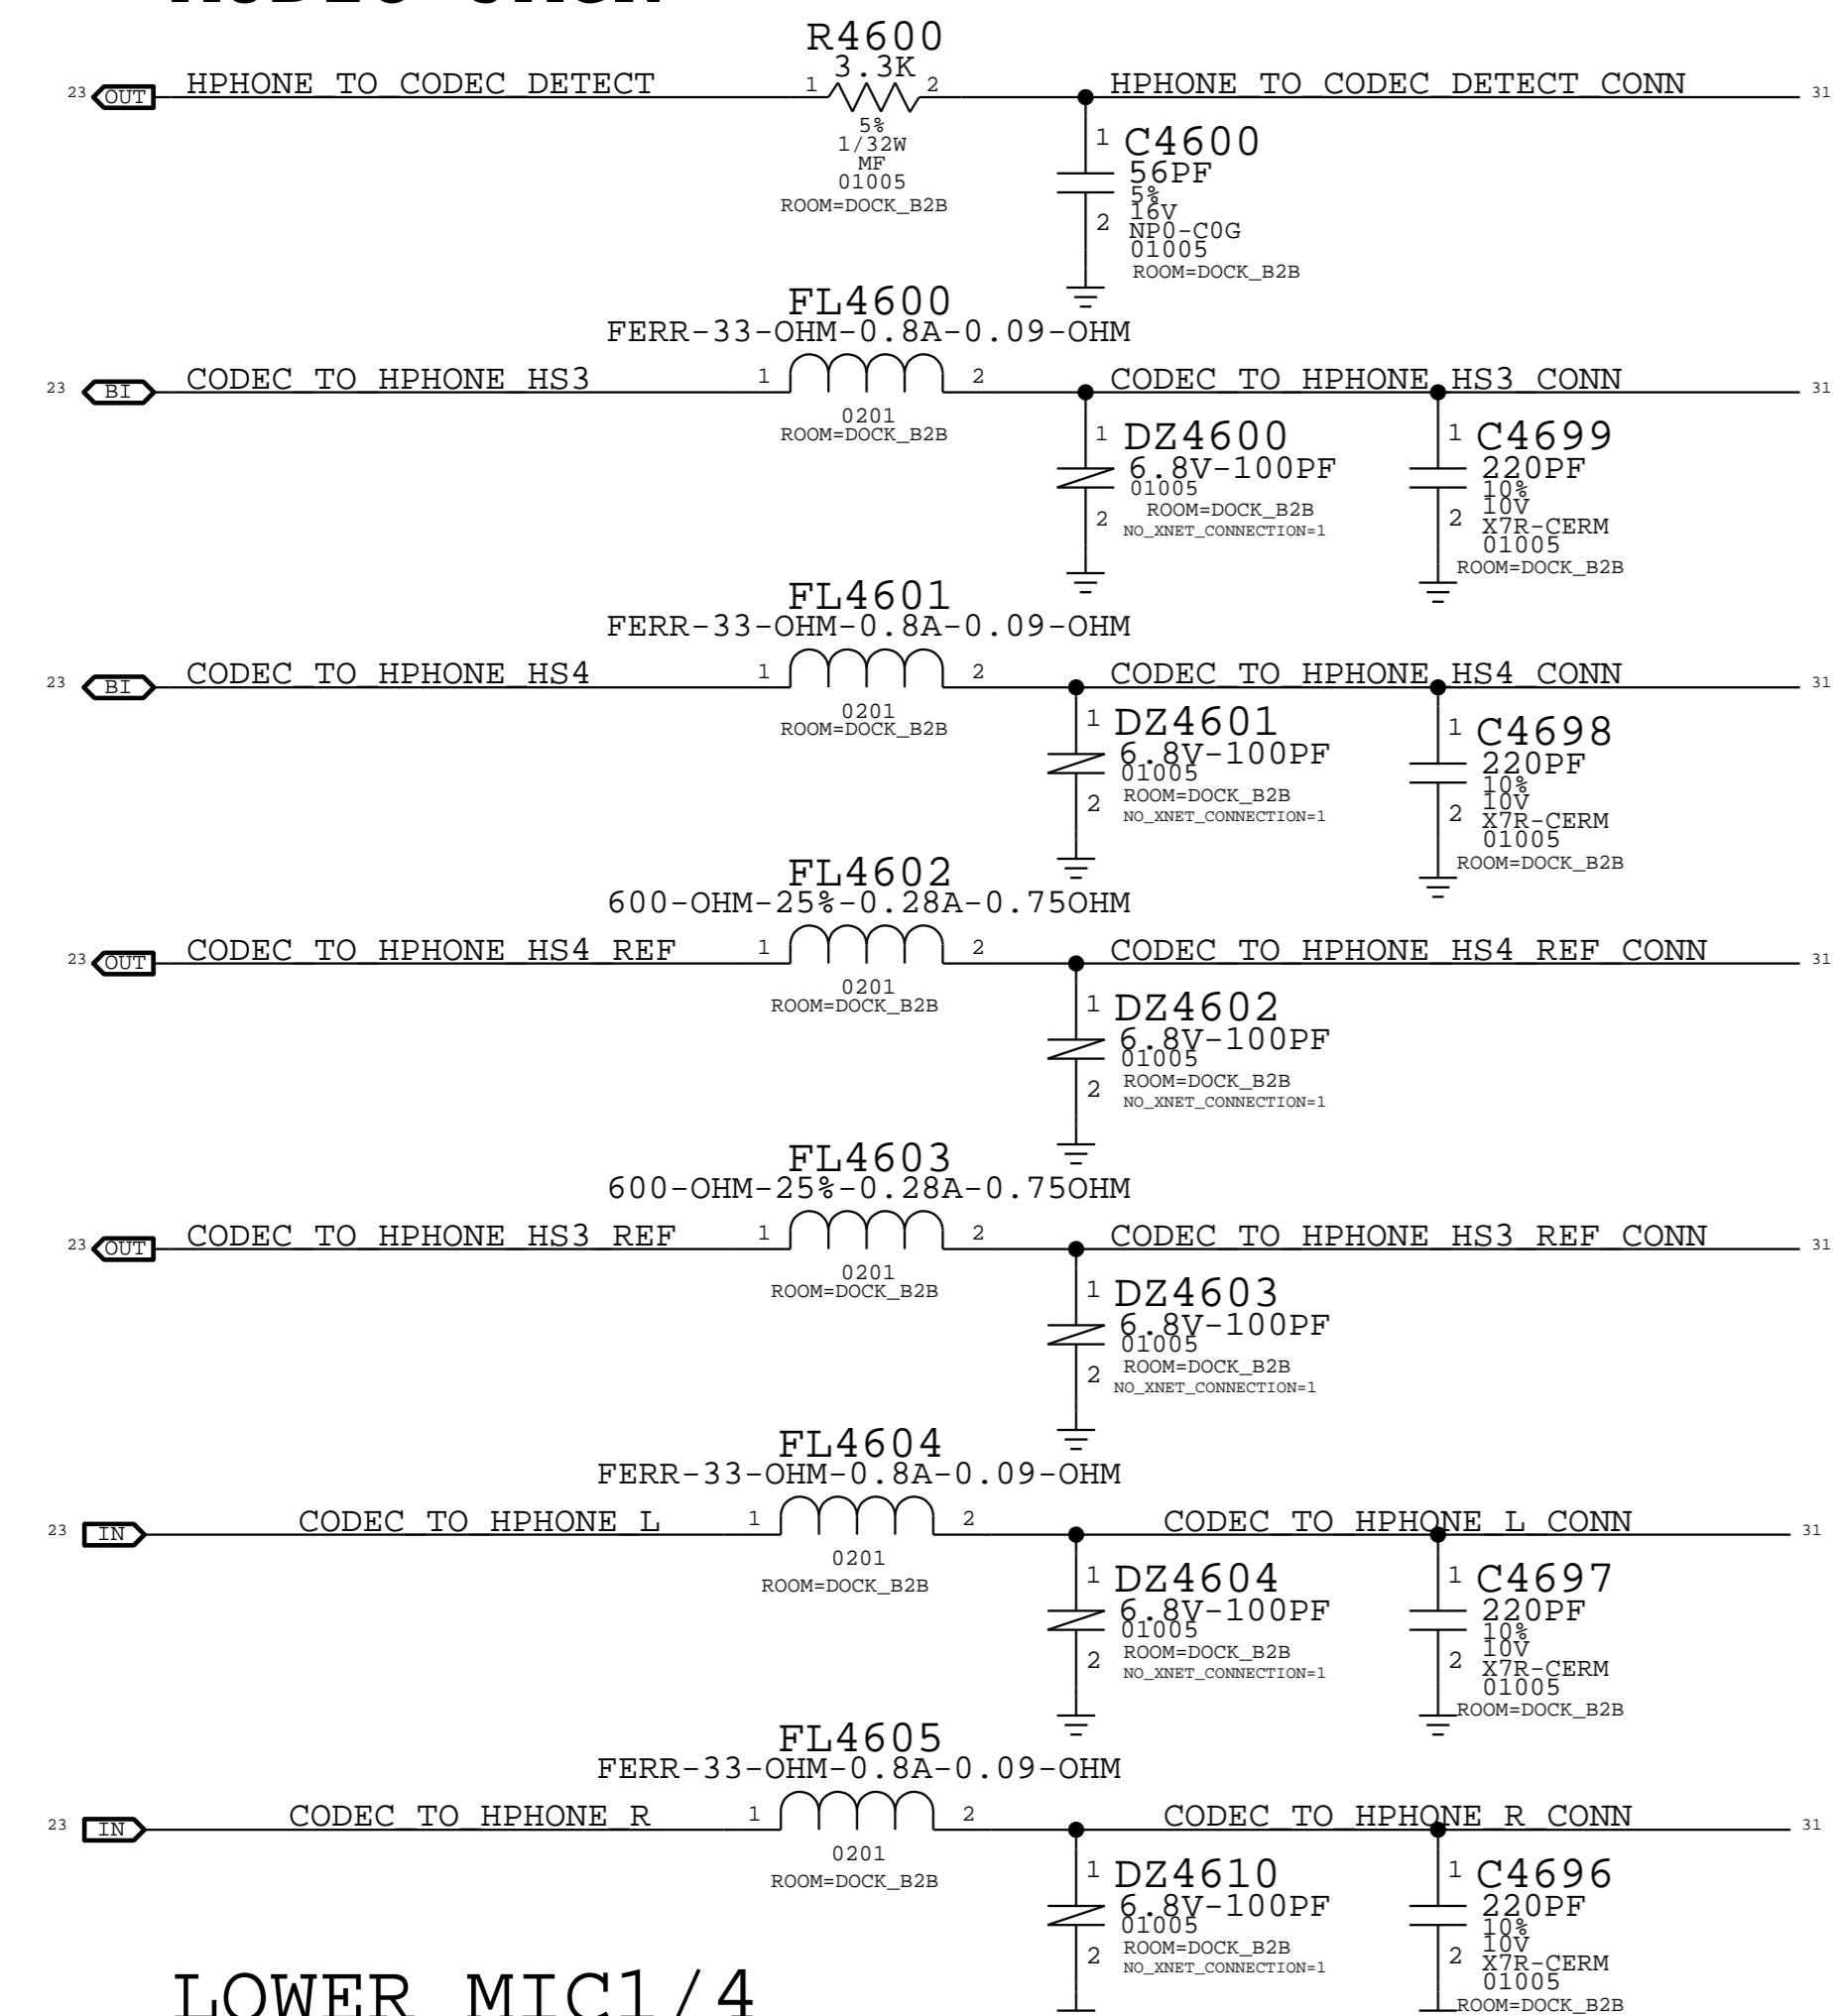 R4600
3.3K
23 OUT HPHONE_TO_CODEC_DETECT 1 2 HPHONE_TO_CODEC_DETECT_CONN 31
5%
1/32W
MF
01005
ROOM=DOCK_B2B
1 C4600
56PF
5%
16V
2 NP0-C0G
01005
ROOM=DOCK_B2B
FL4600
FERR-33-OHM-0.8A-0.09-OHM
23 BI CODEC_TO_HPHONE_HS3 1 2 CODEC_TO_HPHONE_HS3_CONN 31
0201
ROOM=DOCK_B2B
1 DZ4600
6.8V-100PF
01005
ROOM=DOCK_B2B
2 NO_XNET_CONNECTION=1
1 C4699
220PF
10%
10V
2 X7R-CERM
01005
ROOM=DOCK_B2B
FL4601
FERR-33-OHM-0.8A-0.09-OHM
23 BI CODEC_TO_HPHONE_HS4 1 2 CODEC_TO_HPHONE_HS4_CONN 31
0201
ROOM=DOCK_B2B
1 DZ4601
6.8V-100PF
01005
ROOM=DOCK_B2B
2 NO_XNET_CONNECTION=1
1 C4698
220PF
10%
10V
2 X7R-CERM
01005
ROOM=DOCK_B2B
FL4602
600-OHM-25%-0.28A-0.75OHM
23 OUT CODEC_TO_HPHONE_HS4_REF 1 2 CODEC_TO_HPHONE_HS4_REF_CONN 31
0201
ROOM=DOCK_B2B
1 DZ4602
6.8V-100PF
01005
ROOM=DOCK_B2B
2 NO_XNET_CONNECTION=1
FL4603
600-OHM-25%-0.28A-0.75OHM
23 OUT CODEC_TO_HPHONE_HS3_REF 1 2 CODEC_TO_HPHONE_HS3_REF_CONN 31
0201
ROOM=DOCK_B2B
1 DZ4603
6.8V-100PF
01005
ROOM=DOCK_B2B
2 NO_XNET_CONNECTION=1
FL4604
FERR-33-OHM-0.8A-0.09-OHM
23 IN CODEC_TO_HPHONE_L 1 2 CODEC_TO_HPHONE_L_CONN 31
0201
ROOM=DOCK_B2B
1 DZ4604
6.8V-100PF
01005
ROOM=DOCK_B2B
2 NO_XNET_CONNECTION=1
1 C4697
220PF
10%
10V
2 X7R-CERM
01005
ROOM=DOCK_B2B
FL4605
FERR-33-OHM-0.8A-0.09-OHM
23 IN CODEC_TO_HPHONE_R 1 2 CODEC_TO_HPHONE_R_CONN 31
0201
ROOM=DOCK_B2B
1 DZ4610
6.8V-100PF
01005
ROOM=DOCK_B2B
2 NO_XNET_CONNECTION=1
1 C4696
220PF
10%
10V
2 X7R-CERM
01005
ROOM=DOCK_B2B
LOWER MIC1/4